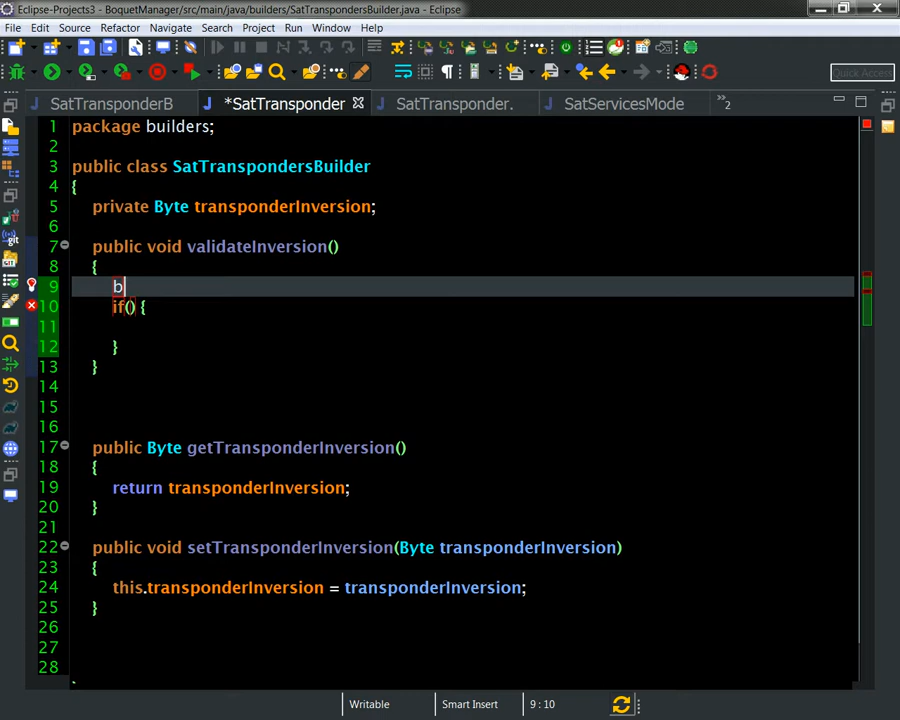 Eclipse-Projects3 - BoquetManager/src/main/java/builders/SatTranspondersBuilder.java - Eclipse
File Edit Source Refactor Navigate Search Project Run Window Help
Quick Access
SatTransponderB *SatTransponder SatTransponder. SatServicesMode »2
1 package builders;
2
3 public class SatTranspondersBuilder
4 {
5 private Byte transponderInversion;
6
7 public void validateInversion()
8 {
9 b
10 if() {
11
12 }
13 }
14
15
16
17 public Byte getTransponderInversion()
18 {
19 return transponderInversion;
20 }
21
22 public void setTransponderInversion(Byte transponderInversion)
23 {
24 this.transponderInversion = transponderInversion;
25 }
26
27
28
Writable Smart Insert 9 : 10